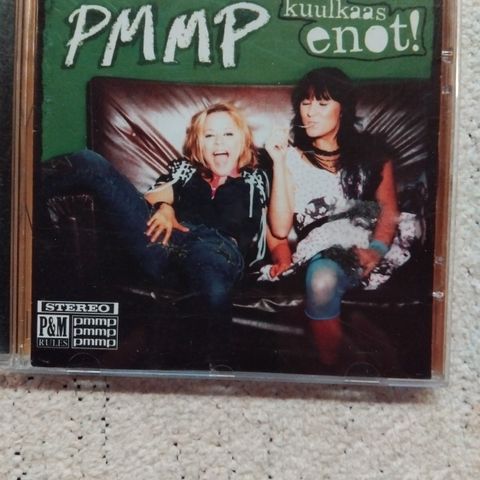 PMMP
kuulkaas
enot!
STEREO
P&M
RULES
pmmp
pmmp
pmmp